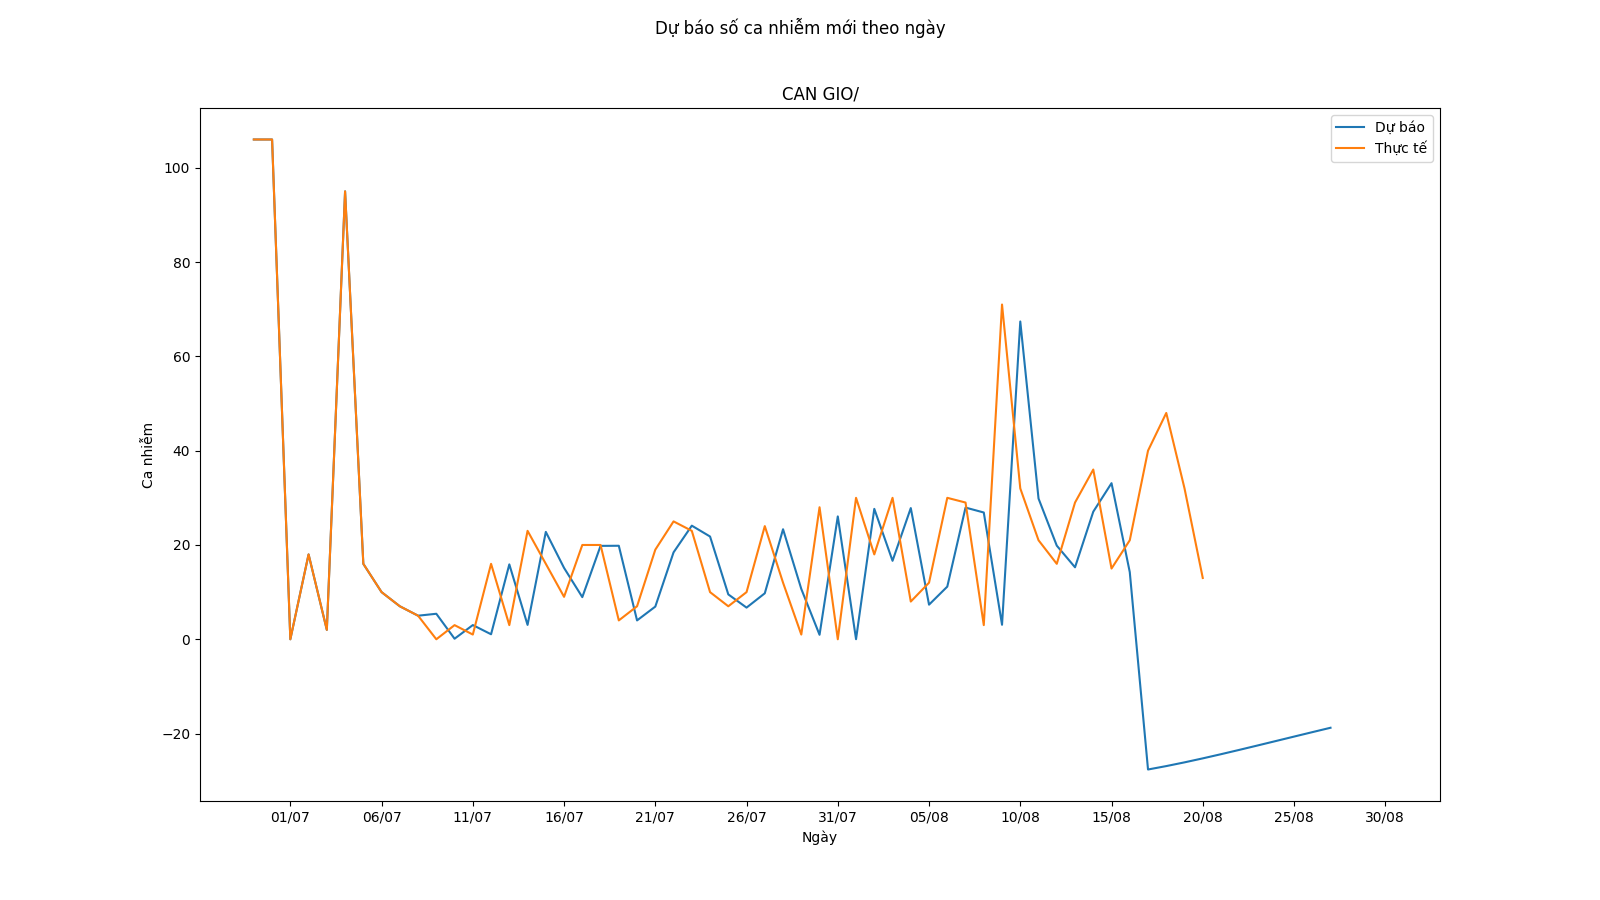 Dự báo số ca nhiễm mới theo ngày
CAN GIO/
Dự báo
Thực tế
100
80
60
40
20
0
−20
Ca nhiễm
01/07 06/07 11/07 16/07 21/07 26/07 31/07 05/08 10/08 15/08 20/08 25/08 30/08
Ngày